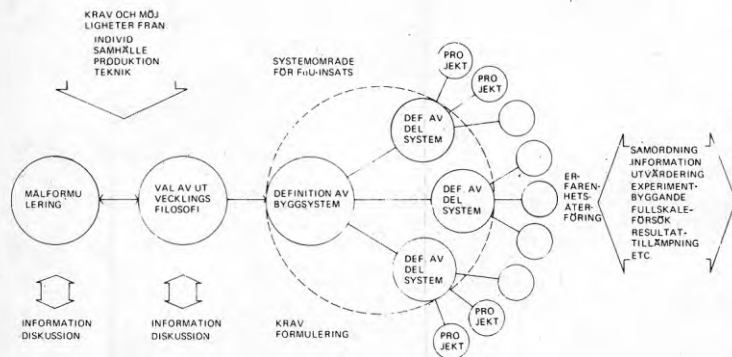 KRAV OCH MÖJ
LIGHETER FRÅN
INDIVID
SAMHÄLLE
PRODUKTION
TEKNIK
SYSTEMOMRÅDE
FÖR FoU-INSATS
PRO
JEKT
PRO
JEKT
DEF. AV
DEL
SYSTEM
MÅLFORMU
LERING
VAL AV UT
VECKLINGS
FILOSOFI
DEFINITION AV
BYGGSYSTEM
DEF. AV
DEL
SYSTEM
ER-
FAREN-
HETS-
ÅTER-
FÖRING
SAMORDNING
INFORMATION
UTVÄRDERING
EXPERIMENT-
BYGGANDE
FULLSKALE-
FÖRSÖK
RESULTAT-
TILLÄMPNING
ETC
DEF. AV
DEL
SYSTEM
PRO
JEKT
PRO
JEKT
INFORMATION
DISKUSSION
INFORMATION
DISKUSSION
KRAV
FORMULERING